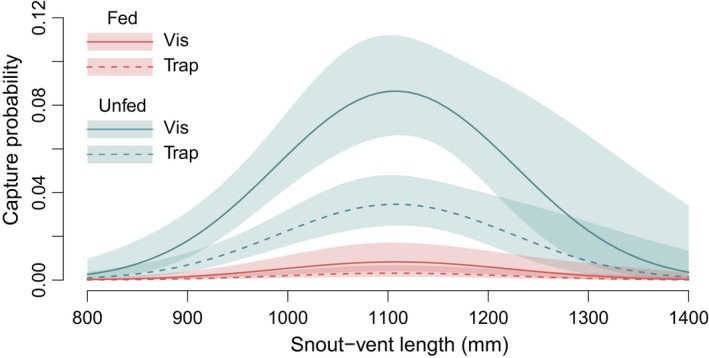 Fed
Vis
Trap
Unfed
Vis
Trap
Capture probability
0.12
0.08
0.04
0.00
800 900 1000 1100 1200 1300 1400
Snout−vent length (mm)